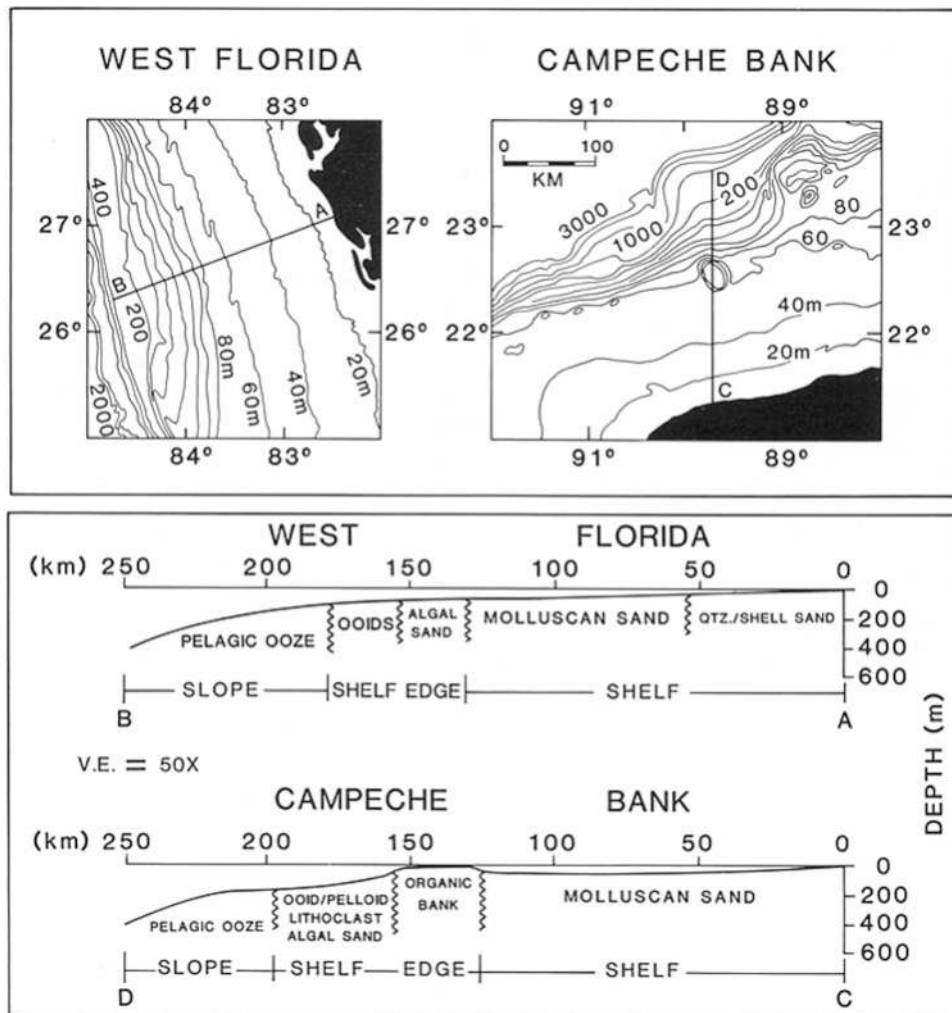 WEST FLORIDA
CAMPECHE BANK
84° 83°
91° 89°
0 100
KM
D
400
A
27°
B
200
26°
80m
60m
40m
20m
2000
84° 83°
3000
1000
200
80
60
23° 23°
40m
22° 22°
20m
C
91° 89°
WEST FLORIDA
(km) 250 200 150 100 50 0
0
200
400
600
PELAGIC OOZE
OOIDS
ALGAL
SAND
MOLLUSCAN SAND
QTZ./SHELL SAND
SLOPE SHELF EDGE SHELF
B A
V.E. = 50X
DEPTH (m)
CAMPECHE BANK
(km) 250 200 150 100 50 0
0
200
400
600
PELAGIC OOZE
OOID/PELLOID
LITHOCLAST
ALGAL SAND
ORGANIC
BANK
MOLLUSCAN SAND
SLOPE SHELF EDGE SHELF
D C